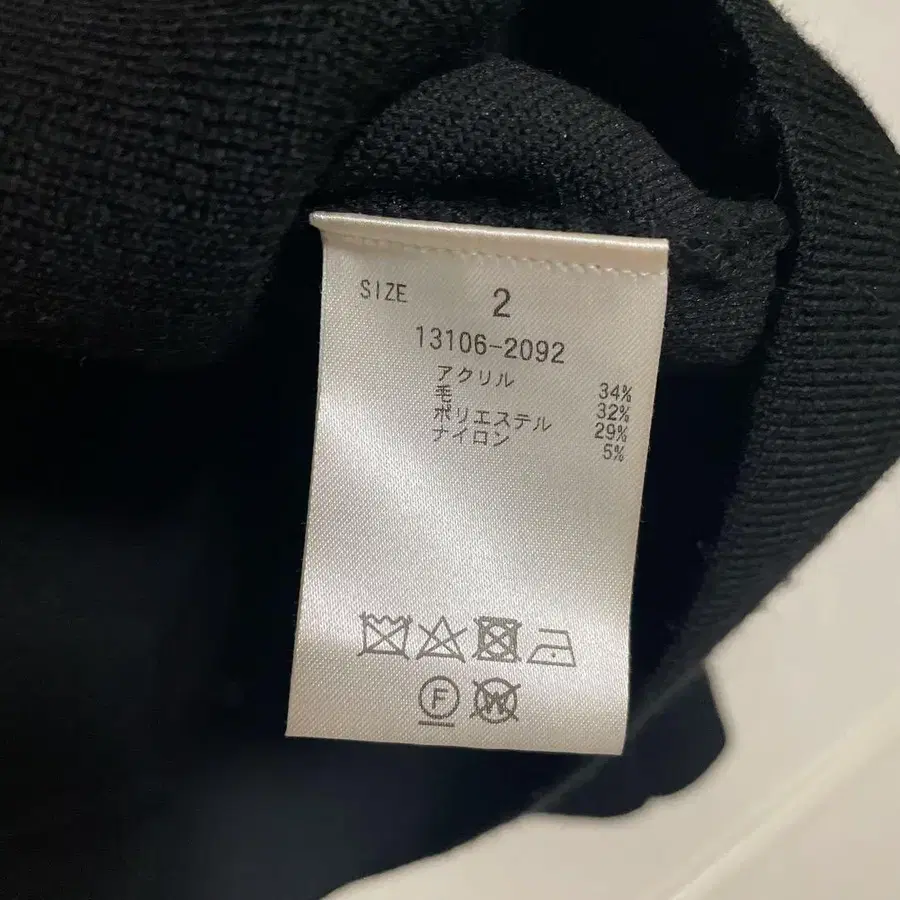 SIZE 2
13106-2092
アクリル 34%
毛 32%
ポリエステル 29%
ナイロン 5%
F W